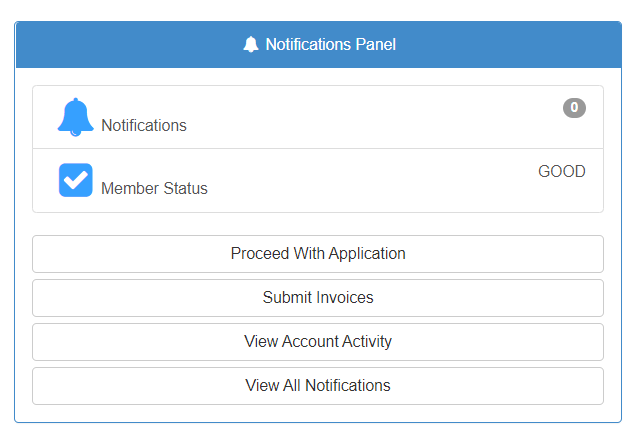 Notifications Panel
Notifications 0
Member Status GOOD
Proceed With Application
Submit Invoices
View Account Activity
View All Notifications